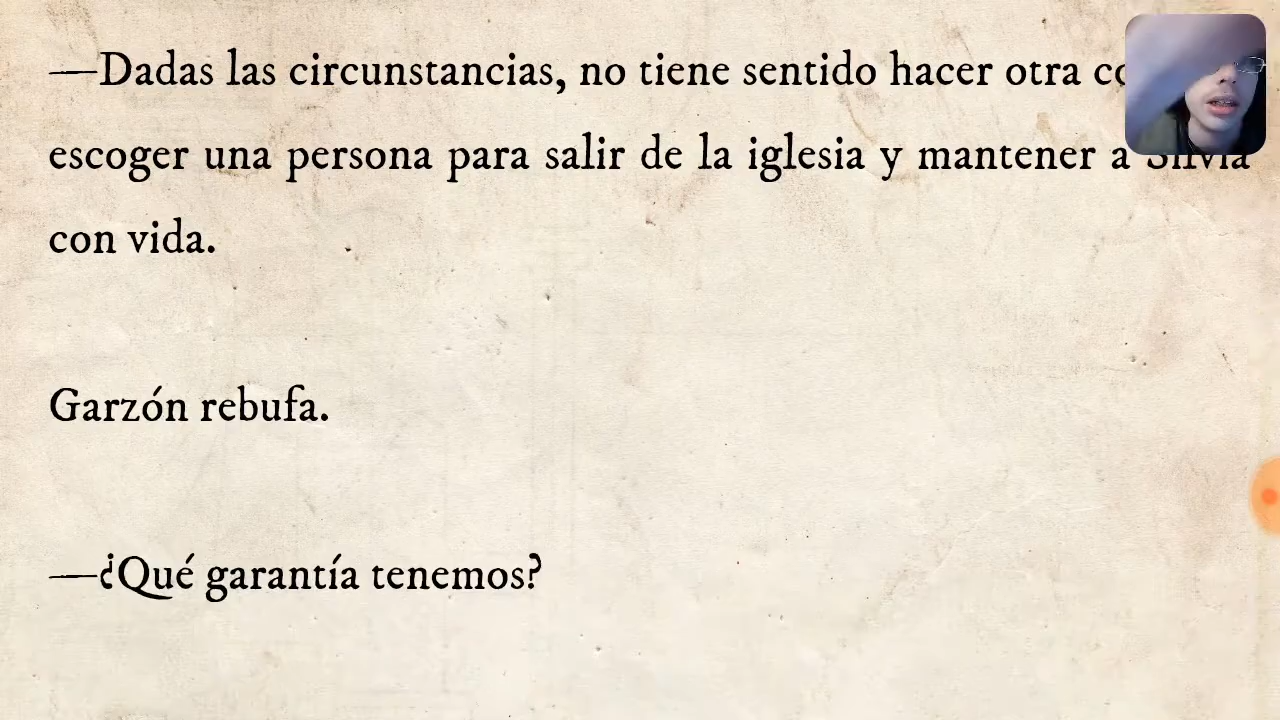 —Dadas las circunstancias, no tiene sentido hacer otra
escoger una persona para salir de la iglesia y mantener a Silvia
con vida.
Garzón rebufa.
—¿Qué garantía tenemos?